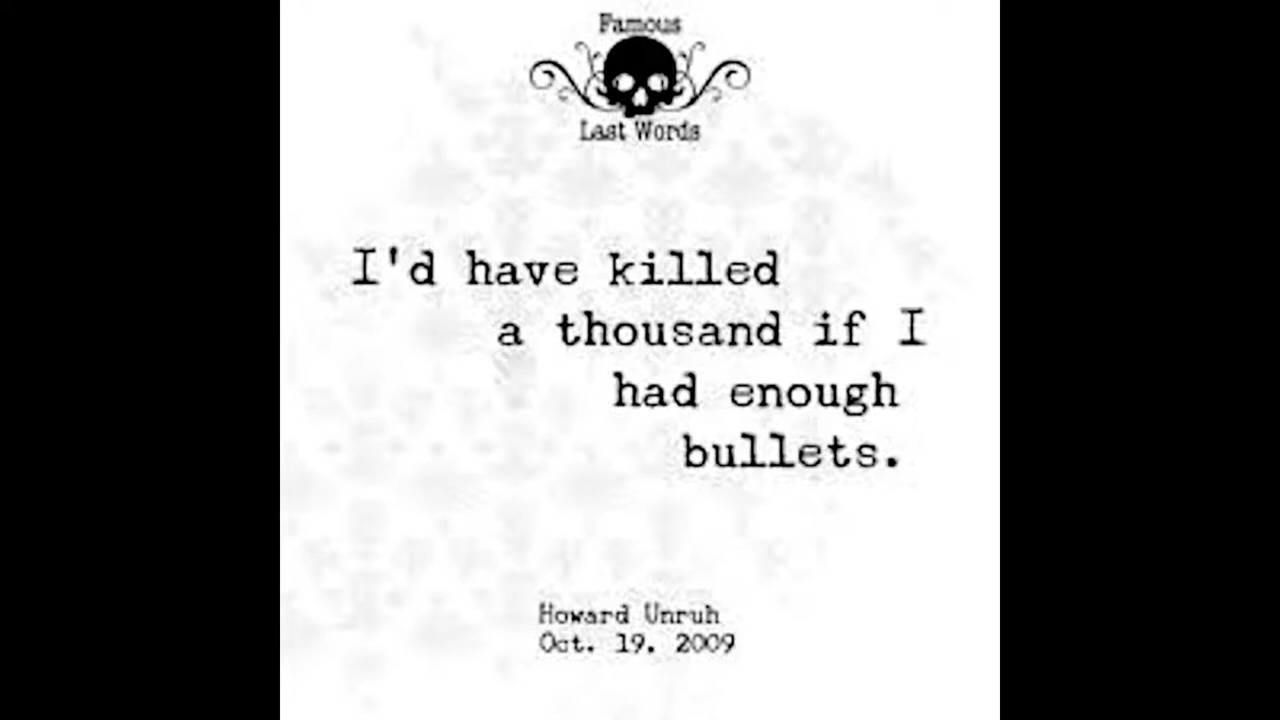 Famous
Last Words
I'd have killed
a thousand if I
had enough
bullets.
Howard Unruh
Oct. 19. 2009